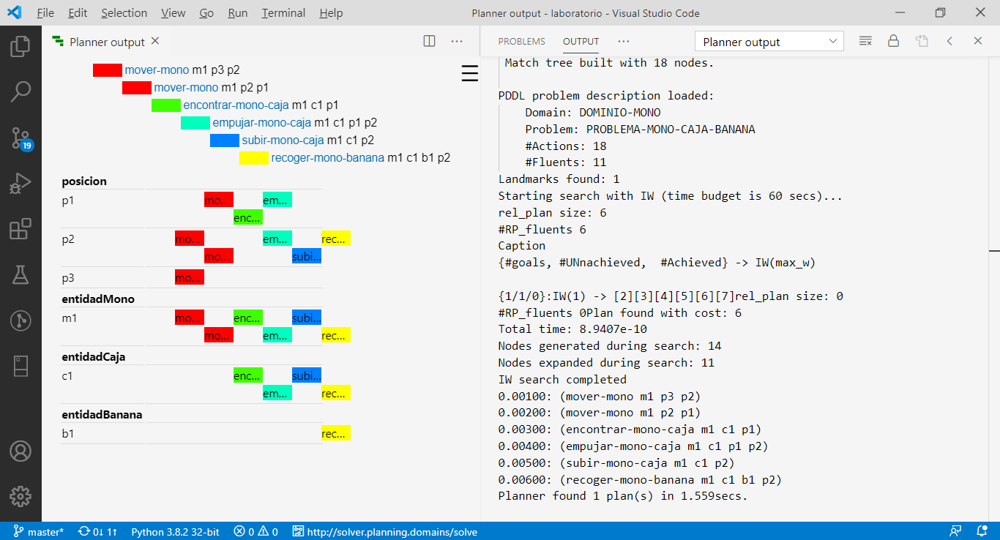 File Edit Selection View Go Run Terminal Help
Planner output - laboratorio - Visual Studio Code
Planner output
mover-mono m1 p3 p2
mover-mono m1 p2 p1
encontrar-mono-caja m1 c1 p1
empujar-mono-caja m1 c1 p1 p2
subir-mono-caja m1 c1 p2
recoger-mono-banana m1 c1 b1 p2
posicion
p1 mo... em...
enc...
p2 mo... em... rec...
mo... subi...
p3 mo...
entidadMono
m1 mo... enc... subi...
mo... em... rec...
entidadCaja
c1 enc... subi...
em... rec...
entidadBanana
b1 rec...
19
PROBLEMS OUTPUT ... Planner output
Match tree built with 18 nodes.
PDDL problem description loaded:
Domain: DOMINIO-MONO
Problem: PROBLEMA-MONO-CAJA-BANANA
#Actions: 18
#Fluents: 11
Landmarks found: 1
Starting search with IW (time budget is 60 secs)...
rel_plan size: 6
#RP_fluents 6
Caption
{#goals, #UNnachieved,  #Achieved} -> IW(max_w)
{1/1/0}:IW(1) -> [2][3][4][5][6][7]rel_plan size: 0
#RP_fluents 0Plan found with cost: 6
Total time: 8.9407e-10
Nodes generated during search: 14
Nodes expanded during search: 11
IW search completed
0.00100: (mover-mono m1 p3 p2)
0.00200: (mover-mono m1 p2 p1)
0.00300: (encontrar-mono-caja m1 c1 p1)
0.00400: (empujar-mono-caja m1 c1 p1 p2)
0.00500: (subir-mono-caja m1 c1 p2)
0.00600: (recoger-mono-banana m1 c1 b1 p2)
Planner found 1 plan(s) in 1.559secs.
master* 0↓ 1↑ Python 3.8.2 32-bit 0 0 http://solver.planning.domains/solve